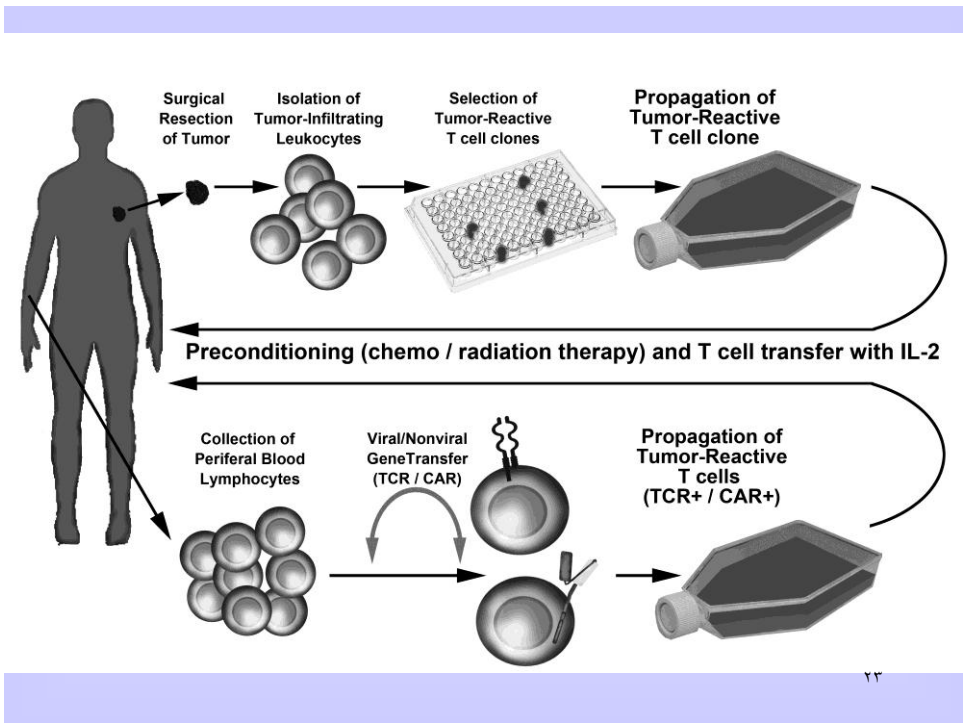 Surgical
Resection
of Tumor
Isolation of
Tumor-Infiltrating
Leukocytes
Selection of
Tumor-Reactive
T cell clones
Propagation of
Tumor-Reactive
T cell clone
Preconditioning (chemo / radiation therapy) and T cell transfer with IL-2
Collection of
Periferal Blood
Lymphocytes
Viral/Nonviral
GeneTransfer
(TCR / CAR)
Propagation of
Tumor-Reactive
T cells
(TCR+ / CAR+)
۲۳